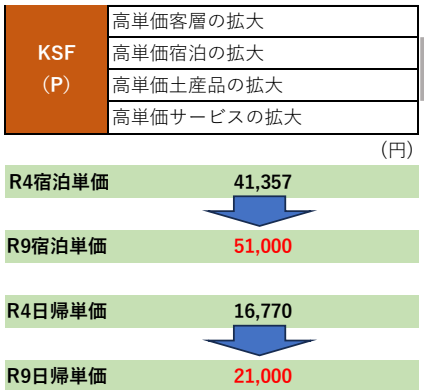 KSF
（P）
高単価客層の拡大
高単価宿泊の拡大
高単価土産品の拡大
高単価サービスの拡大
（円）
R4宿泊単価 41,357
R9宿泊単価 51,000
R4日帰単価 16,770
R9日帰単価 21,000